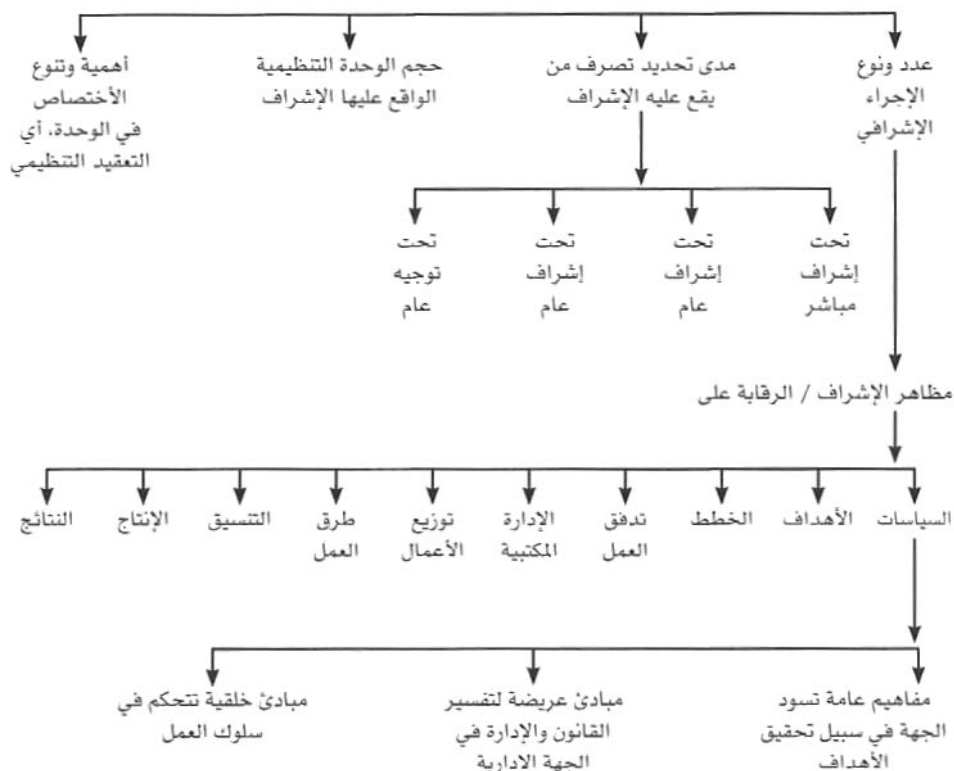 عدد ونوع
الإجراء
الإشرافي
مدى تحديد تصرف من
يقع عليه الإشراف
حجم الوحدة التنظيمية
الواقع عليها الإشراف
أهمية وتنوع
الأختصاص
في الوحدة، أي
التعقيد التنظيمي
تحت
إشراف
مباشر
تحت
إشراف
عام
تحت
إشراف
عام
تحت
توجيه
عام
مظاهر الإشراف / الرقابة على
السياسات
الأهداف
الخطط
تدفق
العمل
الإدارة
المكتبية
توزيع
الأعمال
طرق
العمل
التنسيق
الإنتاج
النتائج
مفاهيم عامة تسود
الجهة في سبيل تحقيق
الأهداف
مبادئ عريضة لتفسير
القانون والإدارة في
الجهة الإدارية
مبادئ خلقية تتحكم في
سلوك العمل